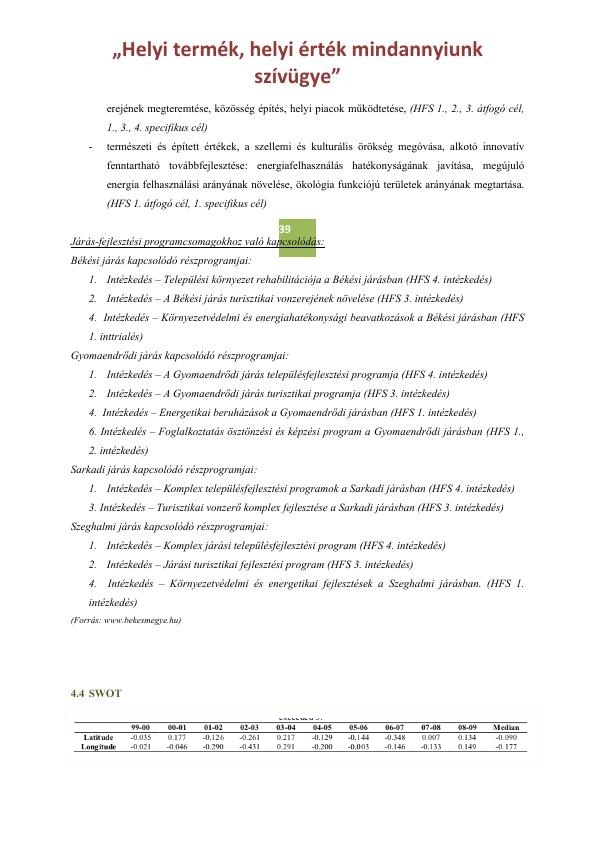 „Helyi termék, helyi érték mindannyiunk
szívügye”
erejének megteremtése, közösség építés, helyi piacok működtetése, (HFS 1., 2., 3. átfogó cél,
1., 3., 4. specifikus cél)
- természeti és épített értékek, a szellemi és kulturális örökség megóvása, alkotó innovatív
fenntartható továbbfejlesztése: energiafelhasználás hatékonyságának javítása, megújuló
energia felhasználási arányának növelése, ökológia funkciójú területek arányának megtartása.
(HFS 1. átfogó cél, 1. specifikus cél)
39
Járás-fejlesztési programcsomagokhoz való kapcsolódás:
Békési járás kapcsolódó részprogramjai:
1. Intézkedés – Települési környezet rehabilitációja a Békési járásban (HFS 4. intézkedés)
2. Intézkedés – A Békési járás turisztikai vonzerejének növelése (HFS 3. intézkedés)
4. Intézkedés – Környezetvédelmi és energiahatékonysági beavatkozások a Békési járásban (HFS
1. inttrialés)
Gyomaendrődi járás kapcsolódó részprogramjai:
1. Intézkedés – A Gyomaendrődi járás településfejlesztési programja (HFS 4. intézkedés)
2. Intézkedés – A Gyomaendrődi járás turisztikai programja (HFS 3. intézkedés)
4. Intézkedés – Energetikai beruházások a Gyomaendrődi járásban (HFS 1. intézkedés)
6. Intézkedés – Foglalkoztatás ösztönzési és képzési program a Gyomaendrődi járásban (HFS 1.,
2. intézkedés)
Sarkadi járás kapcsolódó részprogramjai:
1. Intézkedés – Komplex településfejlesztési programok a Sarkadi járásban (HFS 4. intézkedés)
3. Intézkedés – Turisztikai vonzerő komplex fejlesztése a Sarkadi járásban (HFS 3. intézkedés)
Szeghalmi járás kapcsolódó részprogramjai:
1. Intézkedés – Komplex járási településfejlesztési program (HFS 4. intézkedés)
2. Intézkedés – Járási turisztikai fejlesztési program (HFS 3. intézkedés)
4. Intézkedés – Környezetvédelmi és energetikai fejlesztések a Szeghalmi járásban. (HFS 1.
intézkedés)
(Forrás: www.bekesmegye.hu)
4.4 SWOT
99-00 00-01 01-02 02-03 03-04 04-05 05-06 06-07 07-08 08-09 Median
Latitude -0.035 0.177 -0.126 -0.261 0.217 -0.129 -0.144 -0.348 0.007 0.134 -0.090
Longitude -0.021 -0.046 -0.290 -0.431 0.291 -0.200 -0.003 -0.146 -0.133 0.149 -0.177